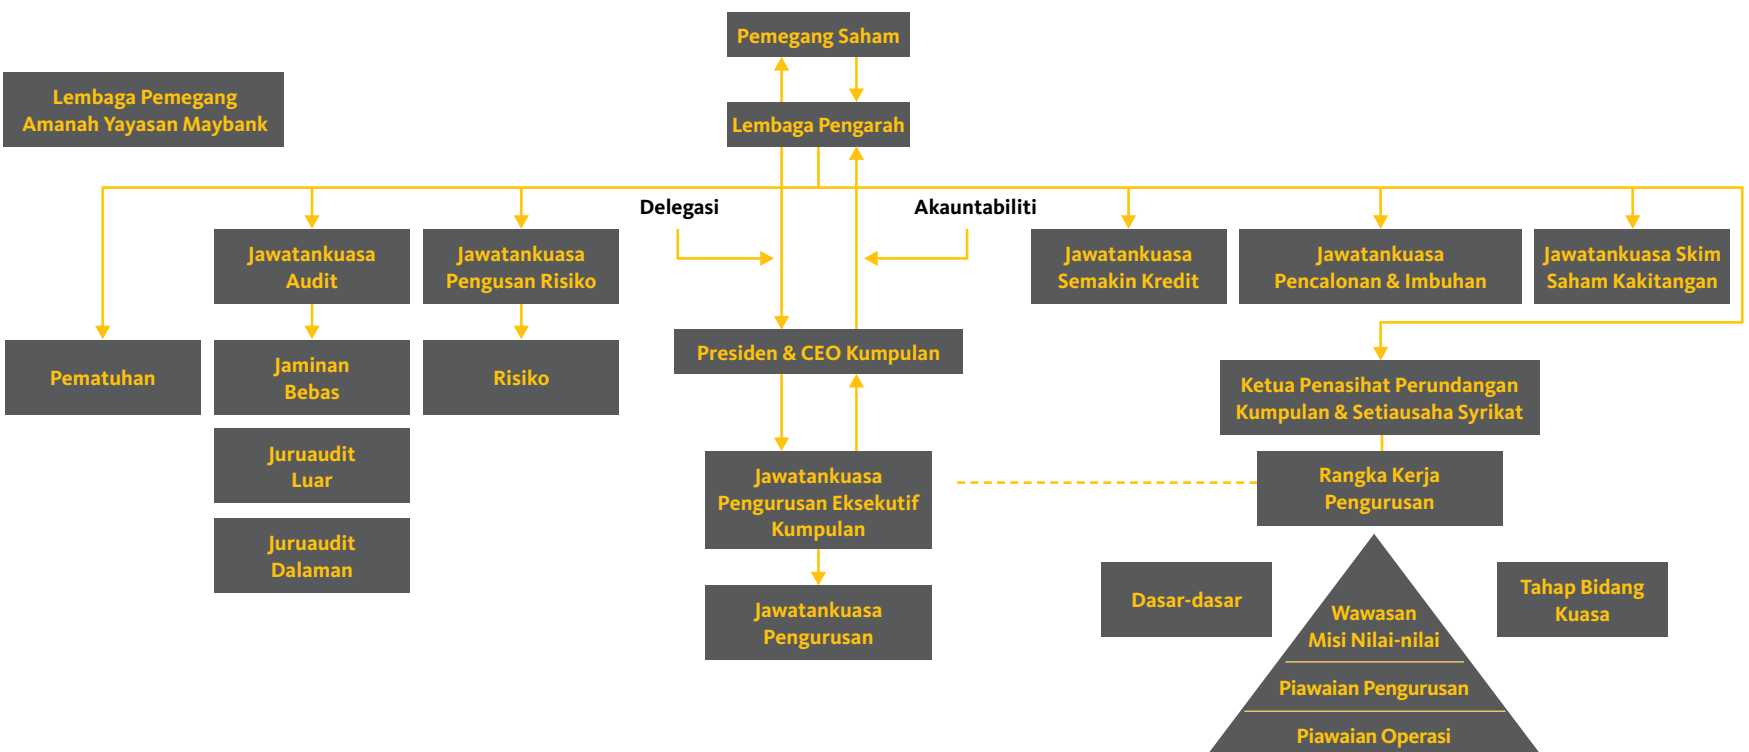 Pemegang Saham
Lembaga Pemegang
Amanah Yayasan Maybank
Lembaga Pengarah
Delegasi
Akauntabiliti
Jawatankuasa
Audit
Jawatankuasa
Pengusan Risiko
Jawatankuasa
Semakin Kredit
Jawatankuasa
Pencalonan & Imbuhan
Jawatankuasa Skim
Saham Kakitangan
Pematuhan
Jaminan
Bebas
Risiko
Presiden & CEO Kumpulan
Ketua Penasihat Perundangan
Kumpulan & Setiausaha Syrikat
Juruaudit
Luar
Jawatankuasa
Pengurusan Eksekutif
Kumpulan
Rangka Kerja
Pengurusan
Juruaudit
Dalaman
Jawatankuasa
Pengurusan
Dasar-dasar
Tahap Bidang
Kuasa
Wawasan
Misi Nilai-nilai
Piawaian Pengurusan
Piawaian Operasi